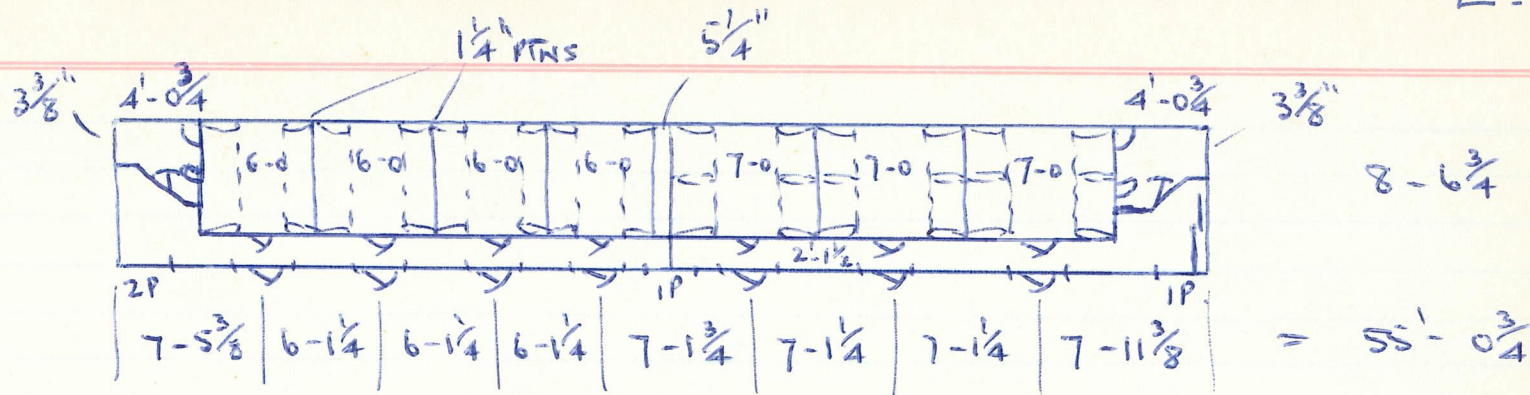 1¼" PTNS 5¼"
3⅜" 4'-0¾ 4'-0¾ 3⅜"
6-0 6-0 6-0 6-0 7-0 7-0 7-0 8-6¾
2-1½
2P 1P 1P
7-5⅜ 6-1¼ 6-1¼ 6-1¼ 7-1¾ 7-1¼ 7-1¼ 7-11⅜ = 55'-0¾